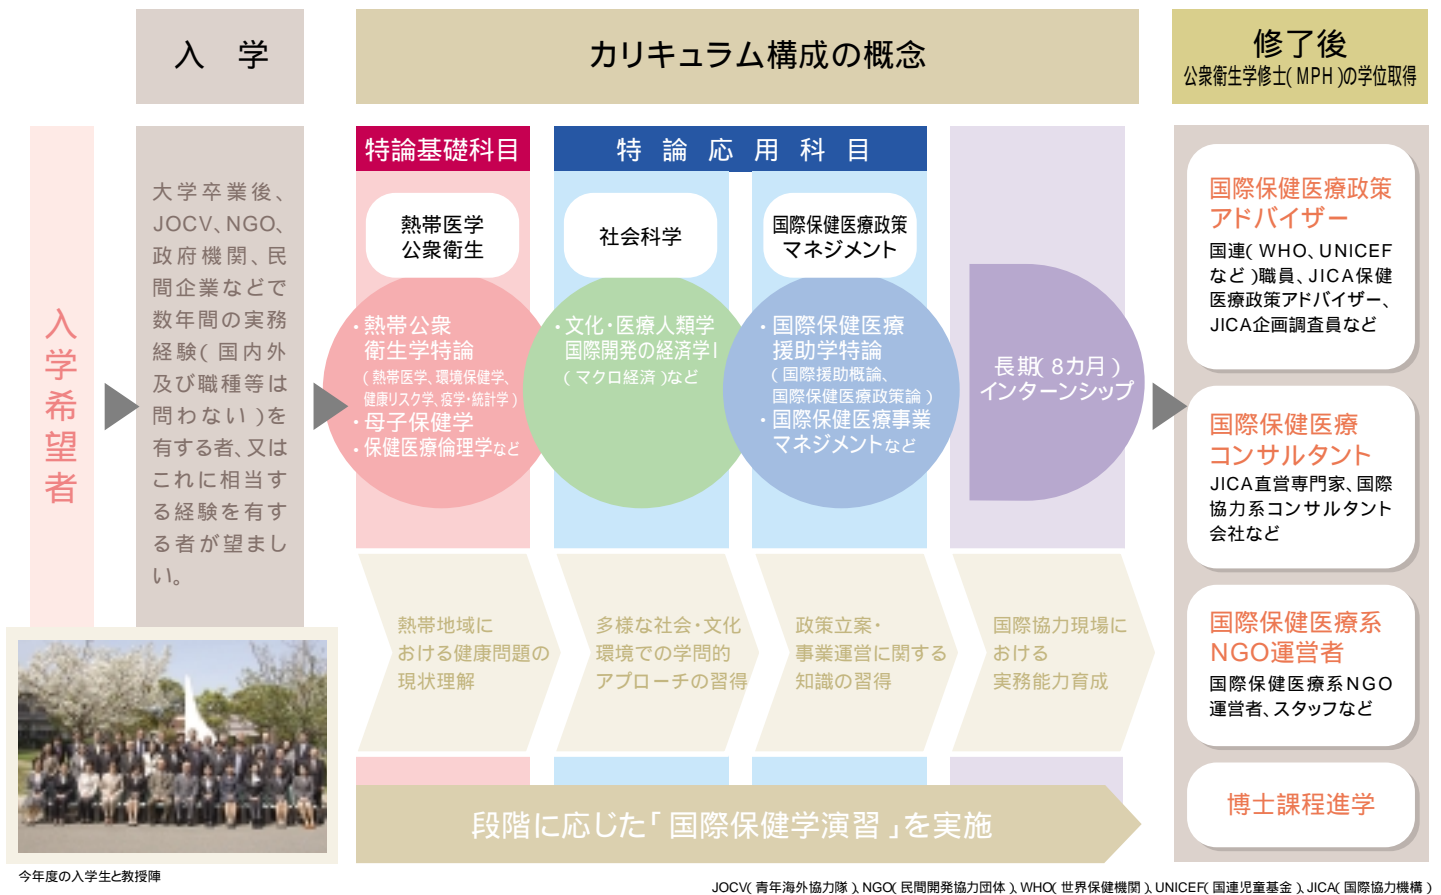 入 学
カリキュラム構成の概念
修了後
公衆衛生学修士(MPH)の学位取得
入学希望者
大学卒業後、
JOCV、NGO、
政府機関、民
間企業などで
数年間の実務
経験(国内外
及び職種等は
問わない)を
有する者、又は
これに相当す
る経験を有す
る者が望まし
い。
特論基礎科目
熱帯医学
公衆衛生
・熱帯公衆
衛生学特論
(熱帯医学、環境保健学、
健康リスク学、疫学・統計学)
・母子保健学
・保健医療倫理学など
特論応用科目
社会科学
・文化・医療人類学
国際開発の経済学I
(マクロ経済)など
国際保健医療政策
マネジメント
・国際保健医療
援助学特論
(国際援助概論、
国際保健医療政策論)
・国際保健医療事業
マネジメントなど
長期(8カ月)
インターンシップ
熱帯地域に
おける健康問題の
現状理解
多様な社会・文化
環境での学問的
アプローチの習得
政策立案・
事業運営に関する
知識の習得
国際協力現場に
おける
実務能力育成
段階に応じた「国際保健学演習」を実施
国際保健医療政策
アドバイザー
国連(WHO、UNICEF
など)職員、JICA保健
医療政策アドバイザー、
JICA企画調査員など
国際保健医療
コンサルタント
JICA直営専門家、国際
協力系コンサルタント
会社など
国際保健医療系
NGO運営者
国際保健医療系NGO
運営者、スタッフなど
博士課程進学
今年度の入学生と教授陣
JOCV(青年海外協力隆)、NGO(民間開発協力団体)、WHO(世界保健機関)、UNICEF(国連児童基金)、JICA(国際協力機構)